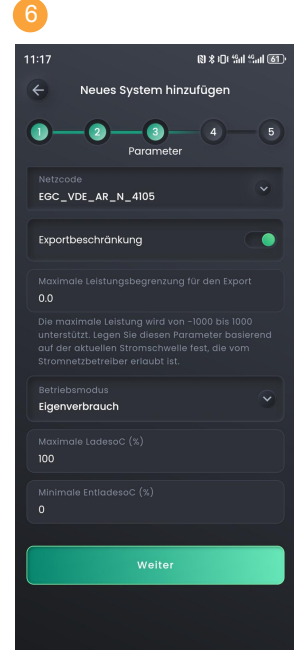 6
11:17 61
Neues System hinzufügen
1 2 3 4 5
Parameter
Netzcode
EGC_VDE_AR_N_4105
Exportbeschränkung
Maximale Leistungsbegrenzung für den Export
0.0
Die maximale Leistung wird von -1000 bis 1000
unterstützt. Legen Sie diesen Parameter basierend
auf der aktuellen Stromschwelle fest, die vom
Stromnetzbetreiber erlaubt ist.
Betriebsmodus
Eigenverbrauch
Maximale LadesoC (%)
100
Minimale EntladesoC (%)
0
Weiter